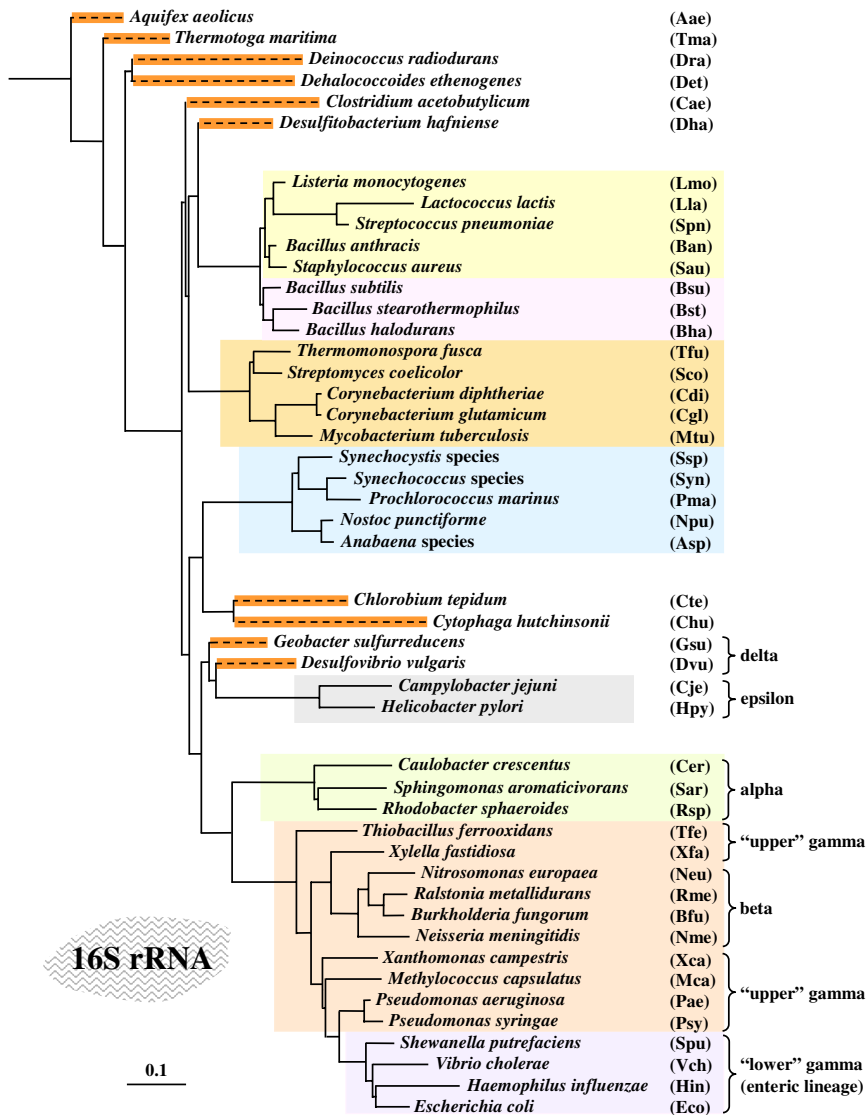 Aquifex aeolicus (Aae)
Thermotoga maritima (Tma)
Deinococcus radiodurans (Dra)
Dehalococcoides ethenogenes (Det)
Clostridium acetobutylicum (Cae)
Desulfitobacterium hafniense (Dha)
Listeria monocytogenes (Lmo)
Lactococcus lactis (Lla)
Streptococcus pneumoniae (Spn)
Bacillus anthracis (Ban)
Staphylococcus aureus (Sau)
Bacillus subtilis (Bsu)
Bacillus stearothermophilus (Bst)
Bacillus halodurans (Bha)
Thermomonospora fusca (Tfu)
Streptomyces coelicolor (Sco)
Corynebacterium diphtheriae (Cdi)
Corynebacterium glutamicum (Cgl)
Mycobacterium tuberculosis (Mtu)
Synechocystis species (Ssp)
Synechococcus species (Syn)
Prochlorococcus marinus (Pma)
Nostoc punctiforme (Npu)
Anabaena species (Asp)
Chlorobium tepidum (Cte)
Cytophaga hutchinsonii (Chu)
Geobacter sulfurreducens (Gsu)
delta
Desulfovibrio vulgaris (Dvu)
Campylobacter jejuni (Cje)
epsilon
Helicobacter pylori (Hpy)
Caulobacter crescentus (Ccr)
Sphingomonas aromaticivorans (Sar) alpha
Rhodobacter sphaeroides (Rsp)
Thiobacillus ferrooxidans (Tfe)
“upper” gamma
Xylella fastidiosa (Xfa)
Nitrosomonas europaea (Neu)
Ralstonia metallidurans (Rme)
beta
Burkholderia fungorum (Bfu)
Neisseria meningitidis (Nme)
16S rRNA
Xanthomonas campestris (Xca)
Methylococcus capsulatus (Mca)
“upper” gamma
Pseudomonas aeruginosa (Pae)
Pseudomonas syringae (Psy)
Shewanella putrefaciens (Spu)
Vibrio cholerae (Vch) “lower” gamma
0.1
Haemophilus influenzae (Hin) (enteric lineage)
Escherichia coli (Eco)